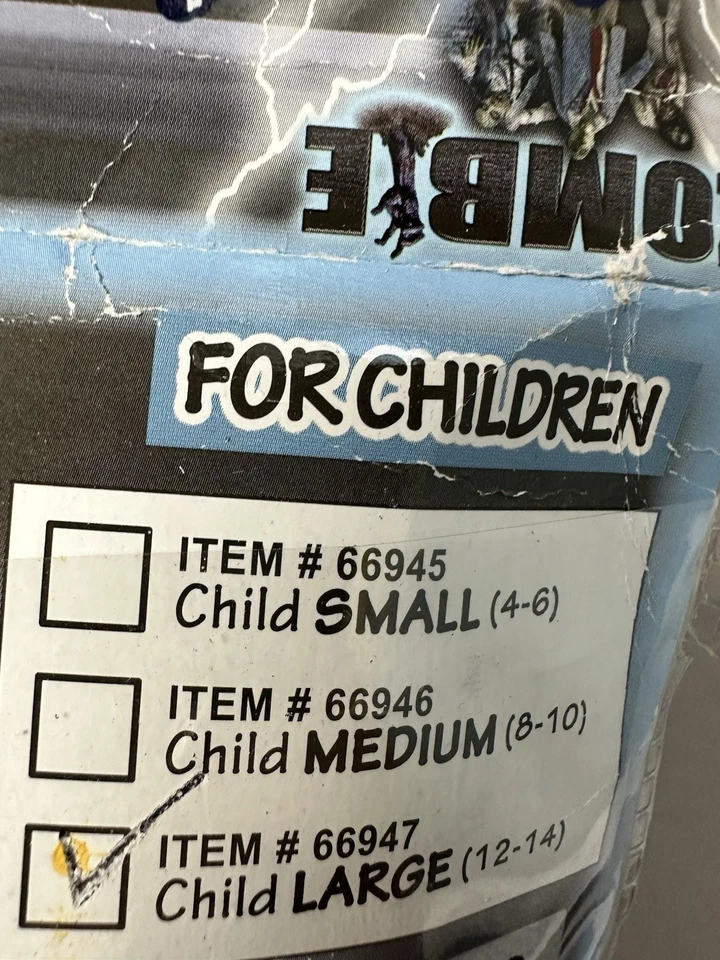 ZOMBIE
FOR CHILDREN
ITEM # 66945
Child SMALL (4-6)
ITEM # 66946
Child MEDIUM (8-10)
ITEM # 66947
Child LARGE (12-14)